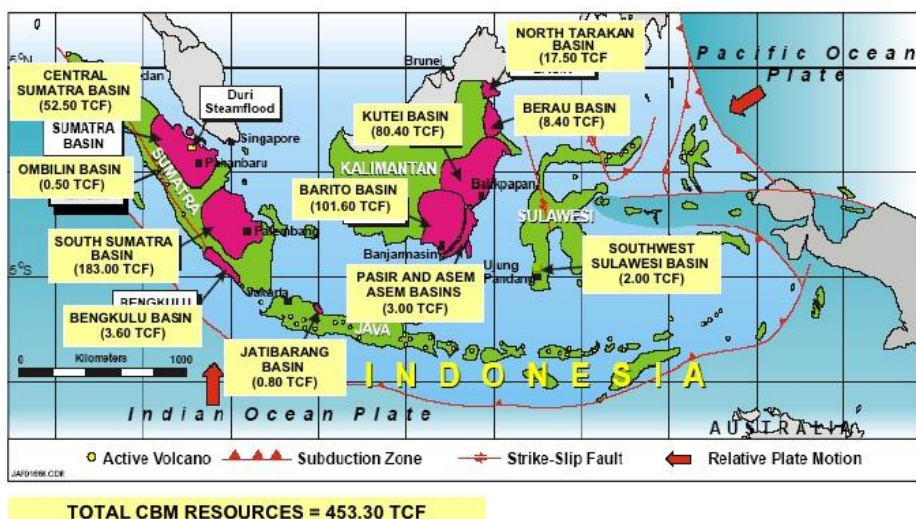 NORTH TARAKAN
BASIN
(17.50 TCF)
Pacific Ocean
Plate
5°N
Brunei
CENTRAL
SUMATRA BASIN
(52.50 TCF)
Duri
Steamflood
KUTEI BASIN
(80.40 TCF)
BERAU BASIN
(8.40 TCF)
SUMATRA
BASIN
Singapore
Pakanbaru
OMBILIN BASIN
(0.50 TCF)
SUMATRA
KALIMANTAN
BARITO BASIN
(101.60 TCF)
Balikpapan
SULAWESI
SOUTH SUMATRA
BASIN
(183.00 TCF)
Palembang
Banjarmasin
Ujung
Pandang
SOUTHWEST
SULAWESI BASIN
(2.00 TCF)
5°S
PASIR AND ASEM
ASEM BASINS
(3.00 TCF)
BENGKULU
BENGKULU BASIN
(3.60 TCF)
Jakarta
JAVA
JATIBARANG
BASIN
(0.80 TCF)
0 Kilometers 1000
INDONESIA
Indian Ocean Plate
AUSTRALIA
Active Volcano
Subduction Zone
Strike-Slip Fault
Relative Plate Motion
JAF01666.CDR
TOTAL CBM RESOURCES = 453.30 TCF